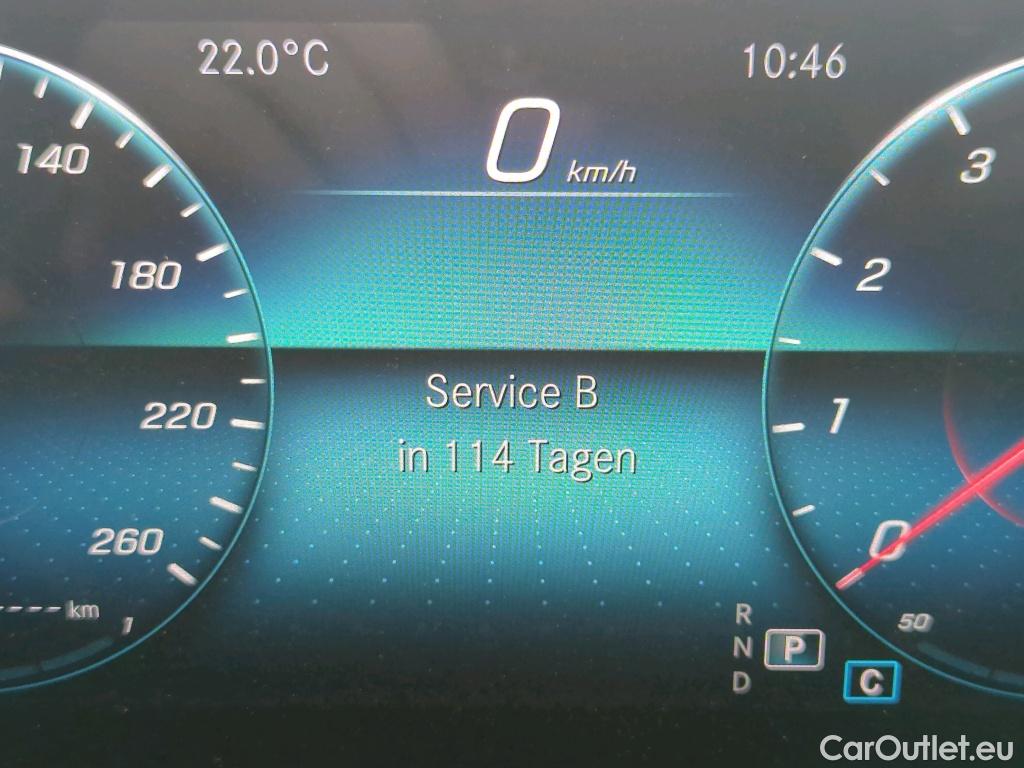 22.0°C
10:46
0 km/h
140
180
220
260
3
2
1
0
Service B
in 114 Tagen
---- km
1
50
R
N P
D
C
CarOutlet.eu